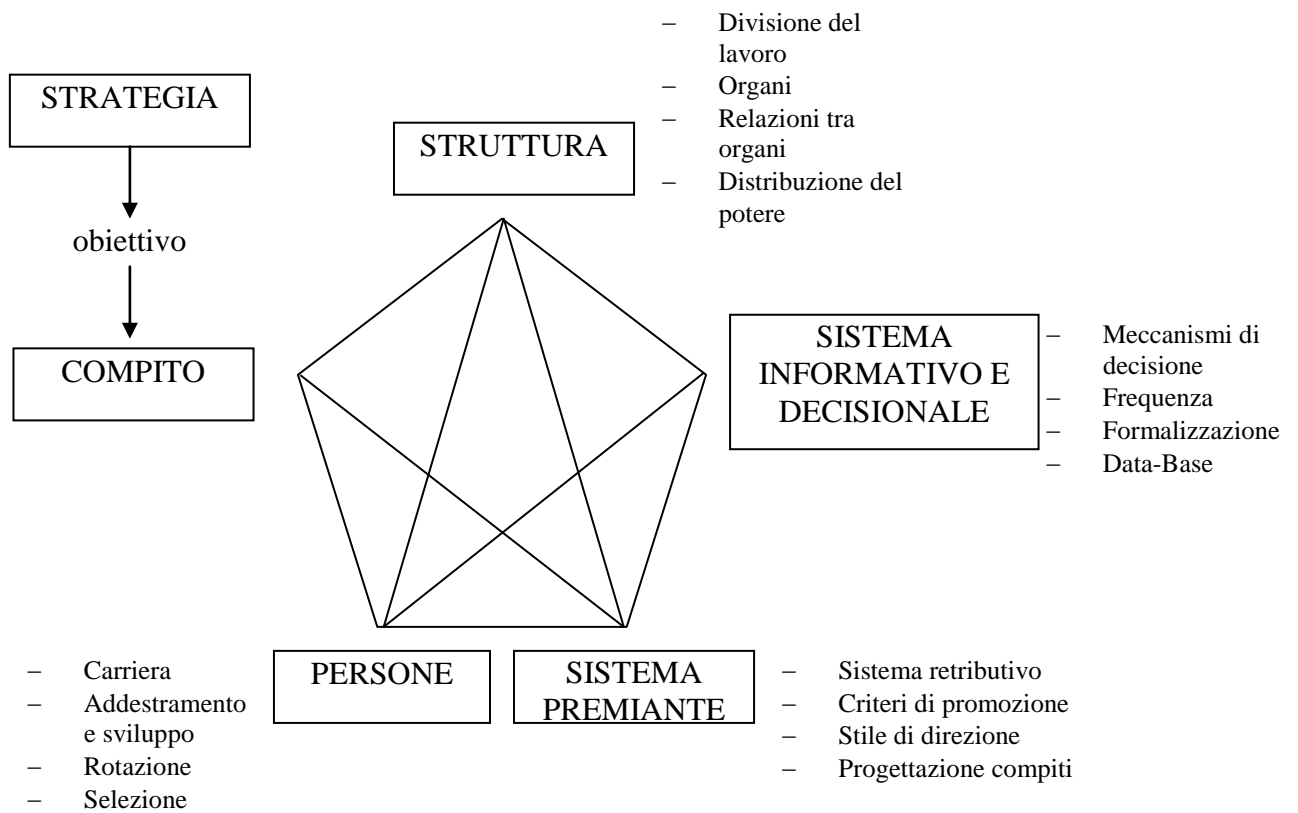 STRATEGIA
obiettivo
COMPITO
STRUTTURA
– Divisione del
lavoro
– Organi
– Relazioni tra
organi
– Distribuzione del
potere
SISTEMA
INFORMATIVO E
DECISIONALE
– Meccanismi di
decisione
– Frequenza
– Formalizzazione
– Data-Base
– Carriera
– Addestramento
e sviluppo
– Rotazione
– Selezione
PERSONE
SISTEMA
PREMIANTE
– Sistema retributivo
– Criteri di promozione
– Stile di direzione
– Progettazione compiti